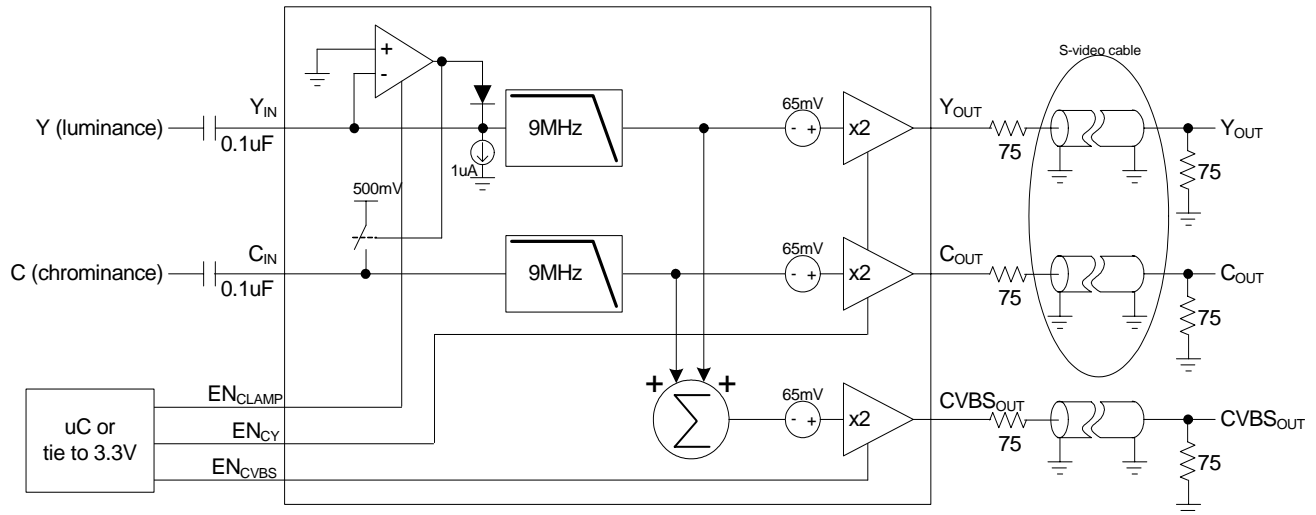 S-video cable
+
-
Y (luminance)
0.1uF
YIN
9MHz
1uA
65mV
- +
x2
YOUT
75
YOUT
75
500mV
C (chrominance)
0.1uF
CIN
9MHz
65mV
- +
x2
COUT
75
COUT
75
uC or
tie to 3.3V
ENCLAMP
ENCY
ENCVBS
+
+
Σ
65mV
- +
x2
CVBSOUT
75
CVBSOUT
75